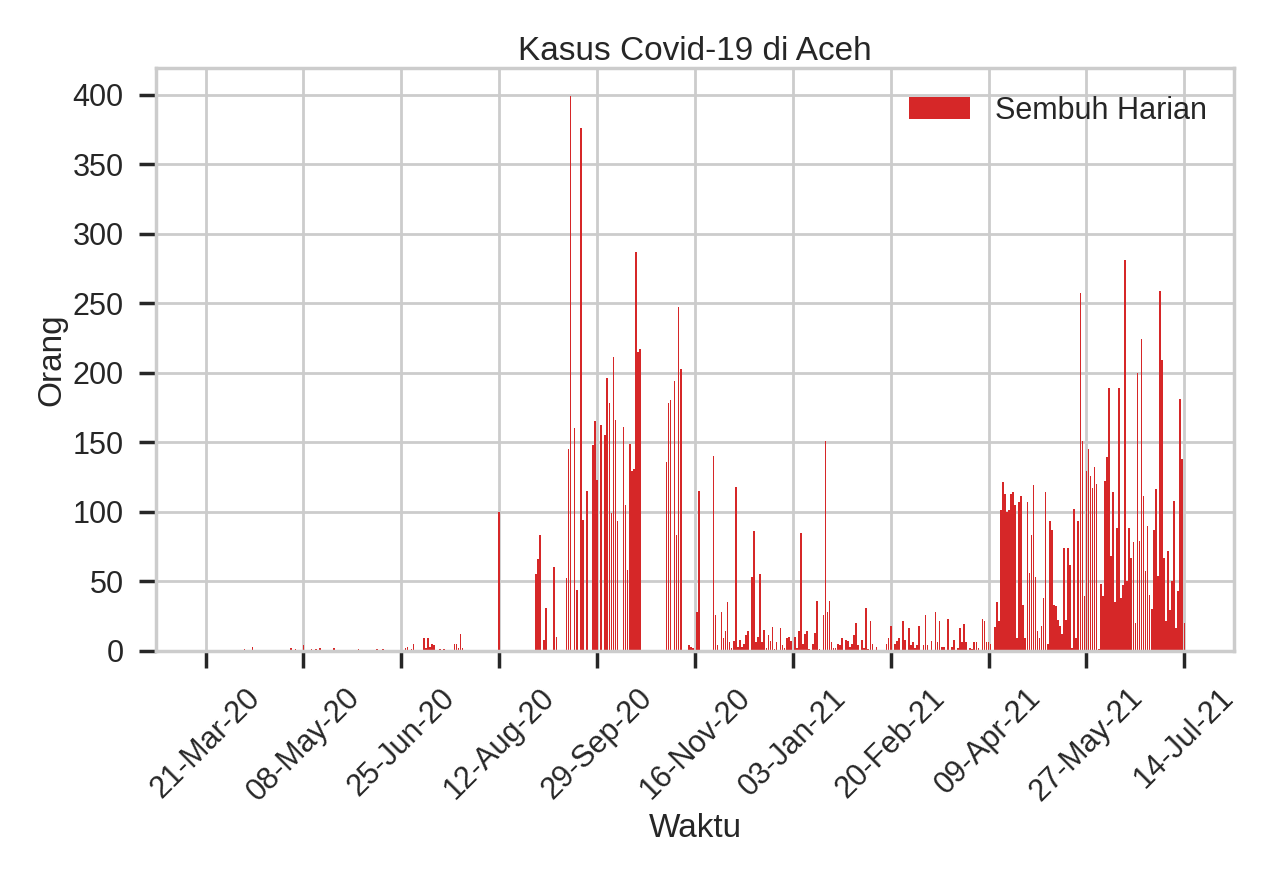 Kasus Covid-19 di Aceh
Sembuh Harian
Orang
400
350
300
250
200
150
100
50
0
21-Mar-20
08-May-20
25-Jun-20
12-Aug-20
29-Sep-20
16-Nov-20
03-Jan-21
20-Feb-21
09-Apr-21
27-May-21
14-Jul-21
Waktu